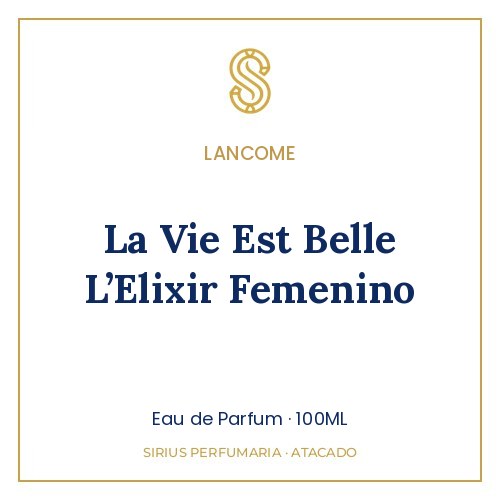 LANCOME
La Vie Est Belle
L’Elixir Femenino
Eau de Parfum · 100ML
SIRIUS PERFUMARIA · ATACADO